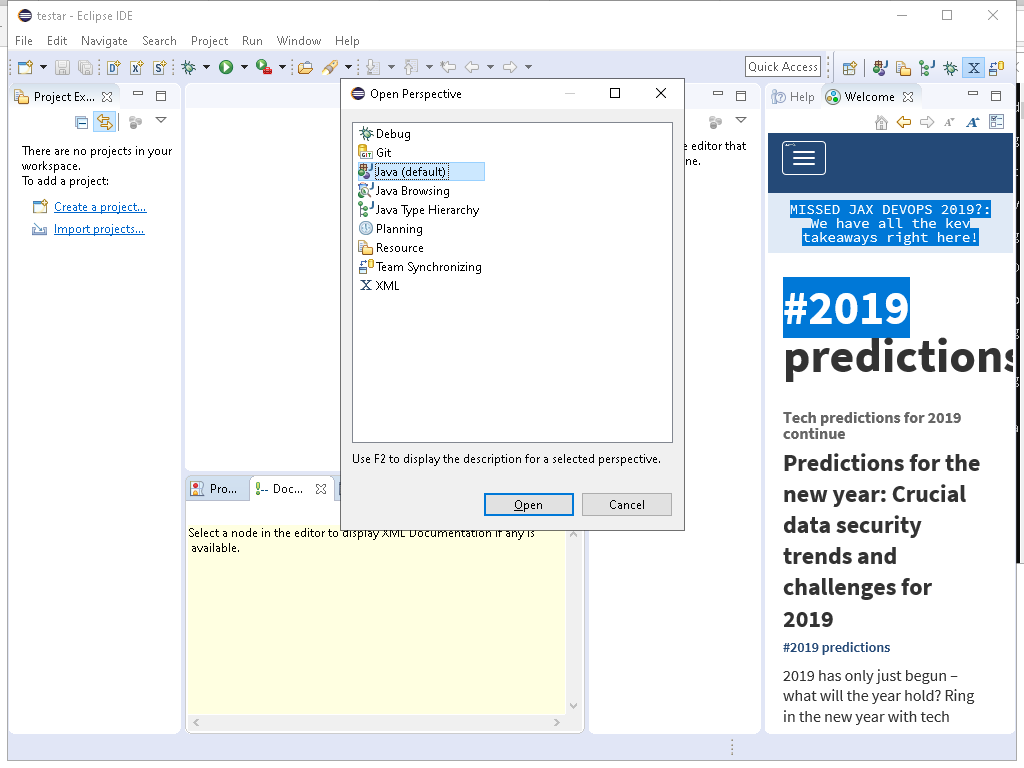 testar - Eclipse IDE
File Edit Navigate Search Project Run Window Help
Quick Access
Project Ex...
There are no projects in your
workspace.
To add a project:
Create a project...
Import projects...
Open Perspective
Debug
Git
Java (default)
Java Browsing
Java Type Hierarchy
Planning
Resource
Team Synchronizing
XML
Use F2 to display the description for a selected perspective.
Open Cancel
Pro... Doc...
Select a node in the editor to display XML Documentation if any is
available.
e editor that
ne.
Help Welcome
MISSED JAX DEVOPS 2019?:
We have all the key
takeaways right here!
#2019
predictions
Tech predictions for 2019
continue
Predictions for the
new year: Crucial
data security
trends and
challenges for
2019
#2019 predictions
2019 has only just begun –
what will the year hold? Ring
in the new year with tech